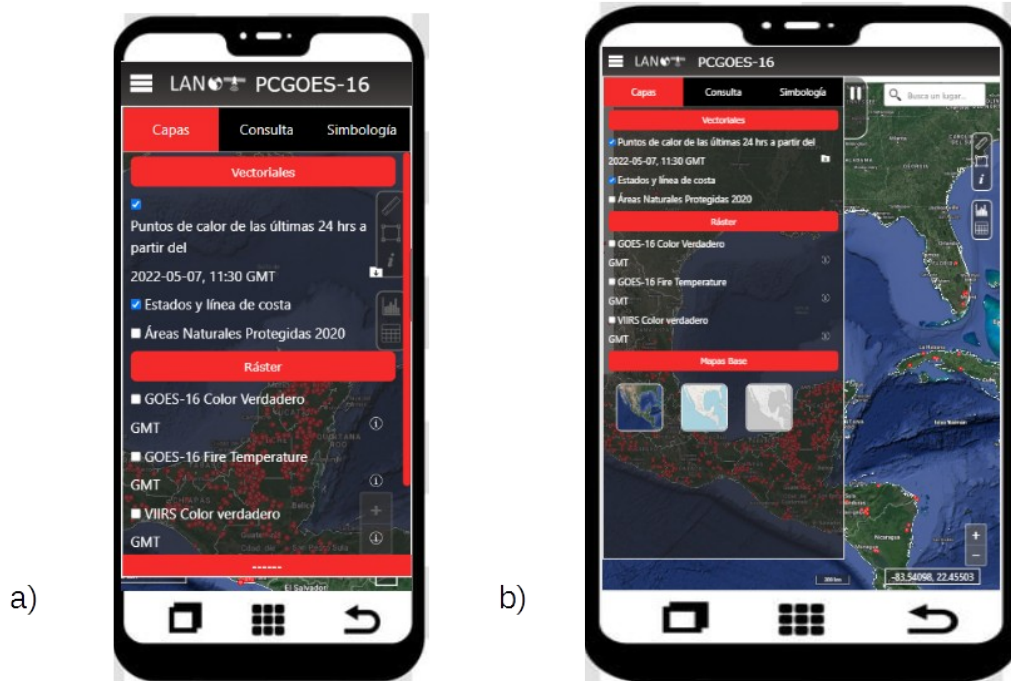 LANOT PCGOES-16
Capas Consulta Simbología
Vectoriales
Puntos de calor de las últimas 24 hrs a
partir del
2022-05-07, 11:30 GMT
Estados y línea de costa
Áreas Naturales Protegidas 2020
Ráster
GOES-16 Color Verdadero
GMT
GOES-16 Fire Temperature
GMT
VIIRS Color verdadero
GMT
El Salvador
a)
LANOT PCGOES-16
Capas Consulta Simbología
Busca un lugar...
Vectoriales
Puntos de calor de las últimas 24 hrs a partir del
2022-05-07, 11:30 GMT
Estados y línea de costa
Áreas Naturales Protegidas 2020
Ráster
GOES-16 Color Verdadero
GMT
GOES-16 Fire Temperature
GMT
VIIRS Color verdadero
GMT
Mapas Base
Nicaragua
200 km
-83.54098, 22.45503
b)